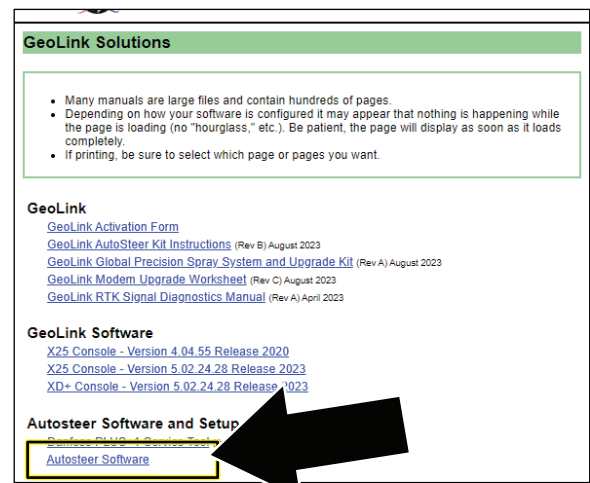 GeoLink Solutions
Many manuals are large files and contain hundreds of pages.
Depending on how your software is configured it may appear that nothing is happening while
the page is loading (no "hourglass," etc.). Be patient, the page will display as soon as it loads
completely.
If printing, be sure to select which page or pages you want.
GeoLink
GeoLink Activation Form
GeoLink AutoSteer Kit Instructions (Rev B) August 2023
GeoLink Global Precision Spray System and Upgrade Kit (Rev A) August 2023
GeoLink Modem Upgrade Worksheet (Rev C) August 2023
GeoLink RTK Signal Diagnostics Manual (Rev A) April 2023
GeoLink Software
X25 Console - Version 4.04.55 Release 2020
X25 Console - Version 5.02.24.28 Release 2023
XD+ Console - Version 5.02.24.28 Release 2023
Autosteer Software and Setup
Danfoss PLUS+1 Service Tool
Autosteer Software